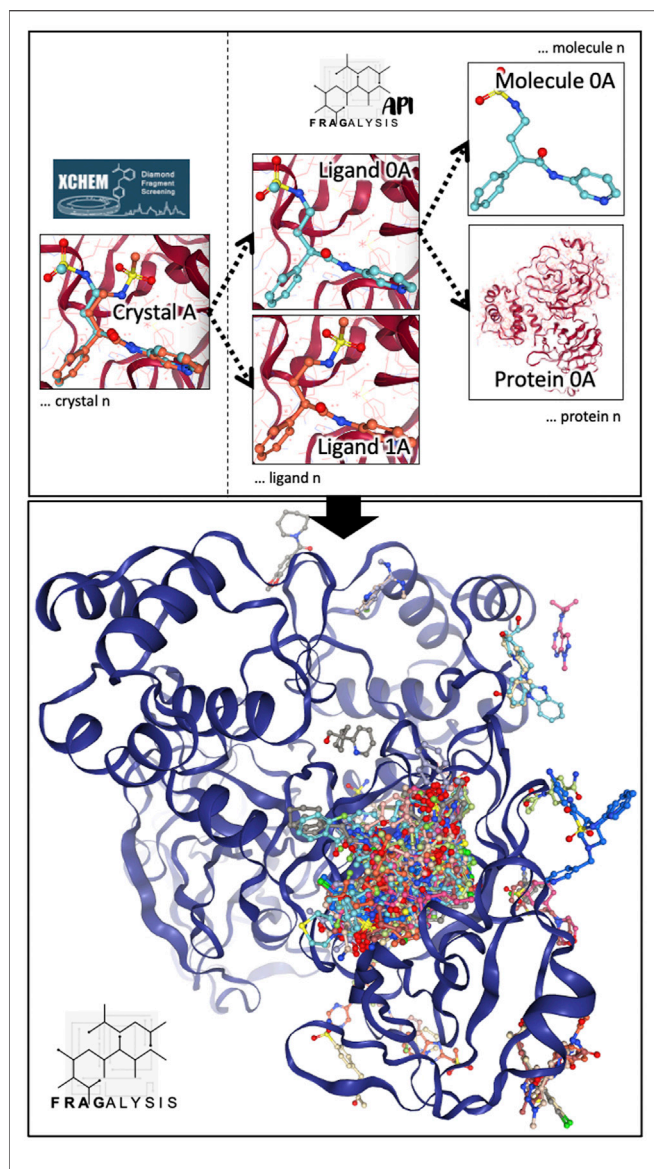 ... molecule n
Molecule 0A
API
FRAGALYSIS
XCHEM
Diamond
Fragment
Screening
Ligand 0A
Crystal A
Protein 0A
Ligand 1A
... crystal n
... protein n
... ligand n
FRAGALYSIS